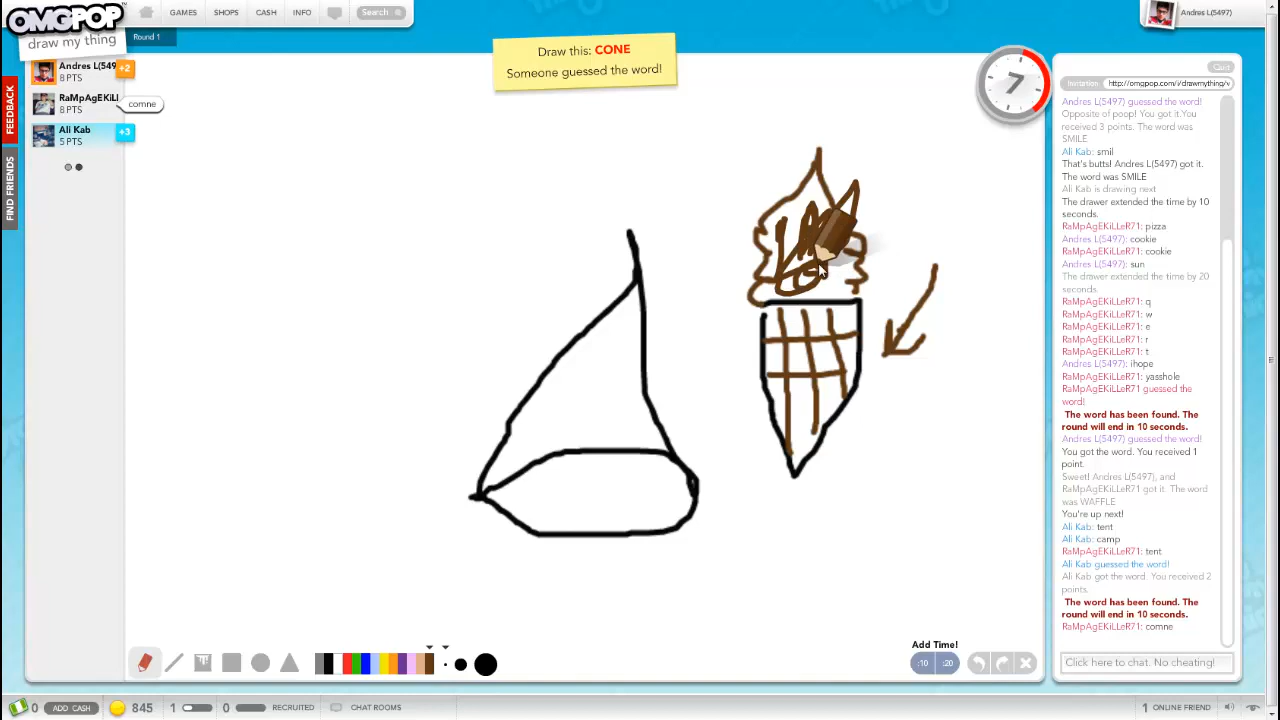 OMGPOP
GAMES
SHOPS
CASH
INFO
Search
Andres L(5497)
draw my thing
Round 1
Andres L(549
8 PTS
+2
RaMpAgEKiLl
8 PTS
comne
Ali Kab
5 PTS
+3
FEEDBACK
FIND FRIENDS
Draw this: CONE
Someone guessed the word!
7
Quit
Invitation
http://omgpop.com/i/drawmything/v
Andres L(5497) guessed the word!
Opposite of poop! You got it.You
received 3 points. The word was
SMILE
Ali Kab: smil
That's butts! Andres L(5497) got it.
The word was SMILE
Ali Kab is drawing next
The drawer extended the time by 10
seconds.
RaMpAgEKiLLeR71: pizza
Andres L(5497): cookie
RaMpAgEKiLLeR71: cookie
Andres L(5497): sun
The drawer extended the time by 20
seconds.
RaMpAgEKiLLeR71: q
RaMpAgEKiLLeR71: w
RaMpAgEKiLLeR71: e
RaMpAgEKiLLeR71: r
RaMpAgEKiLLeR71: t
Andres L(5497): ihope
RaMpAgEKiLLeR71: yasshole
RaMpAgEKiLLeR71 guessed the
word!
The word has been found. The
round will end in 10 seconds.
Andres L(5497) guessed the word!
You got the word. You received 1
point.
Sweet! Andres L(5497), and
RaMpAgEKiLLeR71 got it. The word
was WAFFLE
You're up next!
Ali Kab: tent
Ali Kab: camp
RaMpAgEKiLLeR71: tent
Ali Kab guessed the word!
Ali Kab got the word. You received 2
points.
The word has been found. The
round will end in 10 seconds.
RaMpAgEKiLLeR71: comne
Click here to chat. No cheating!
Add Time!
:10
:20
0
ADD CASH
845
1
0
RECRUITED
CHAT ROOMS
1 ONLINE FRIEND